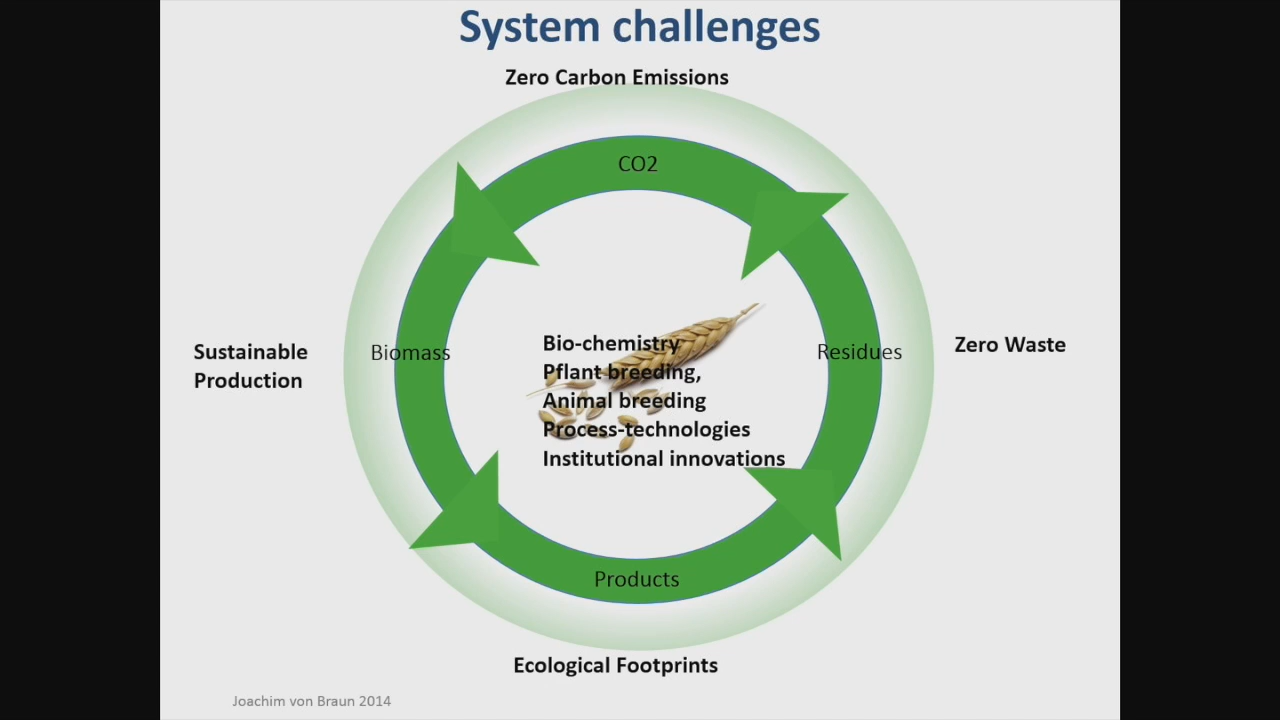 System challenges
Zero Carbon Emissions
CO2
Sustainable
Production
Biomass
Bio-chemistry
Pflant breeding,
Animal breeding
Process-technologies
Institutional innovations
Residues
Zero Waste
Products
Ecological Footprints
Joachim von Braun 2014